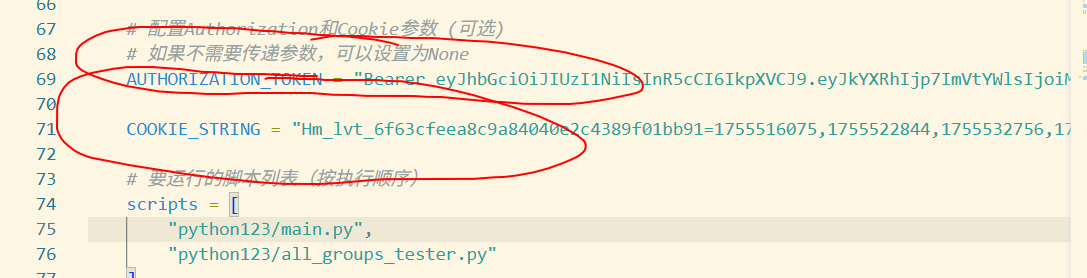 66
67 # 配置Authorization和Cookie参数 (可选)
68 # 如果不需要传递参数，可以设置为None
69 AUTHORIZATION_TOKEN = "Bearer eyJhbGciOiJIUzI1NiIsInR5cCI6IkpXVCJ9.eyJkYXRhIjp7ImVtYWlsIjoiM
70
71 COOKIE_STRING = "Hm_lvt_6f63cfeea8c9a84040e2c4389f01bb91=1755516075,1755522844,1755532756,17
72
73 # 要运行的脚本列表（按执行顺序）
74 scripts = [
75 "python123/main.py",
76 "python123/all_groups_tester.py"
77 ]